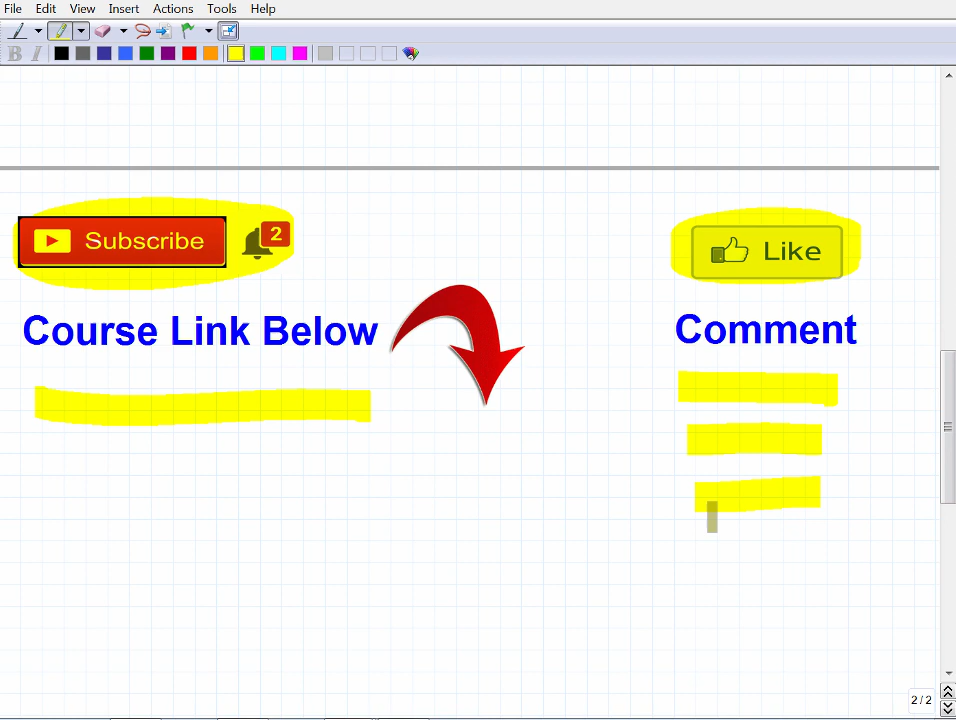 File Edit View Insert Actions Tools Help
B I
Subscribe 2
Like
Course Link Below
Comment
2 / 2